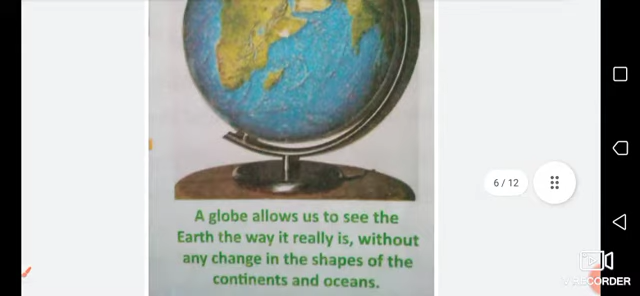 6 / 12
A globe allows us to see the
Earth the way it really is, without
any change in the shapes of the
continents and oceans.
RECORDER